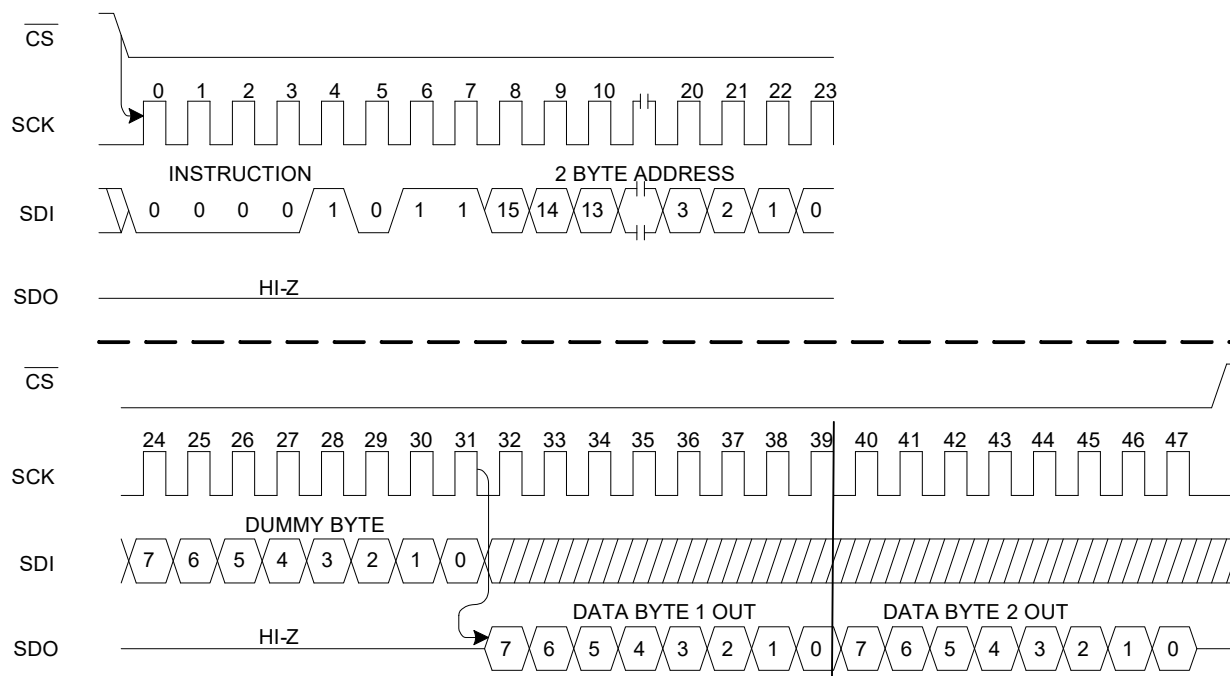 CS
0 1 2 3 4 5 6 7 8 9 10 20 21 22 23
SCK
INSTRUCTION 2 BYTE ADDRESS
SDI 0 0 0 0 1 0 1 1 15 14 13 3 2 1 0
HI-Z
SDO
CS
24 25 26 27 28 29 30 31 32 33 34 35 36 37 38 39 40 41 42 43 44 45 46 47
SCK
DUMMY BYTE
SDI 7 6 5 4 3 2 1 0
DATA BYTE 1 OUT DATA BYTE 2 OUT
HI-Z
SDO 7 6 5 4 3 2 1 0 7 6 5 4 3 2 1 0